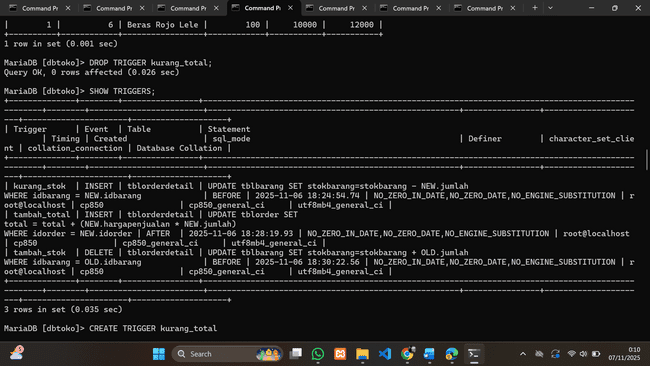 Command Pr Command Pr Command Pr Command Pr Command Pr Command Pr Command Pr
| 1 | 6 | Beras Rojo Lele | 100 | 10000 | 12000 |
1 row in set (0.001 sec)
MariaDB [dbtoko]> DROP TRIGGER kurang_total;
Query OK, 0 rows affected (0.026 sec)
MariaDB [dbtoko]> SHOW TRIGGERS;
| Trigger | Event | Table | Statement
| Timing | Created | sql_mode | Definer | character_set_clie
nt | collation_connection | Database Collation |
| kurang_stok | INSERT | tblorderdetail | UPDATE tblbarang SET stokbarang=stokbarang - NEW.jumlah
WHERE idbarang = NEW.idbarang | BEFORE | 2025-11-06 18:24:54.74 | NO_ZERO_IN_DATE,NO_ZERO_DATE,NO_ENGINE_SUBSTITUTION | r
oot@localhost | cp850 | cp850_general_ci | utf8mb4_general_ci |
| tambah_total | INSERT | tblorderdetail | UPDATE tblorder SET
total = total + (NEW.hargapenjualan * NEW.jumlah)
WHERE idorder = NEW.idorder | AFTER | 2025-11-06 18:28:19.93 | NO_ZERO_IN_DATE,NO_ZERO_DATE,NO_ENGINE_SUBSTITUTION | root@localhost
| cp850 | cp850_general_ci | utf8mb4_general_ci |
| tambah_stok | DELETE | tblorderdetail | UPDATE tblbarang SET stokbarang=stokbarang + OLD.jumlah
WHERE idbarang = OLD.idbarang | BEFORE | 2025-11-06 18:30:22.56 | NO_ZERO_IN_DATE,NO_ZERO_DATE,NO_ENGINE_SUBSTITUTION | r
oot@localhost | cp850 | cp850_general_ci | utf8mb4_general_ci |
3 rows in set (0.035 sec)
MariaDB [dbtoko]> CREATE TRIGGER kurang_total
Search
0:10
07/11/2025